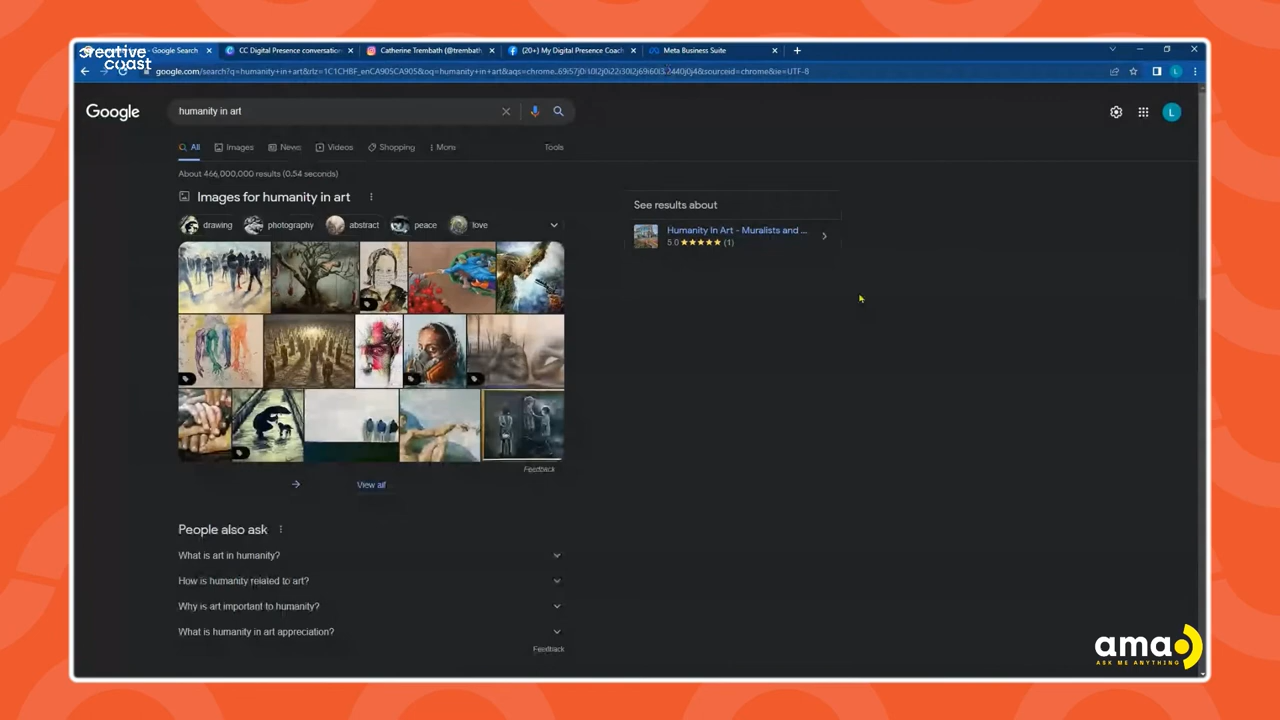 creative
coast
- Google Search
CC Digital Presence conversation
Catherine Trembath (@trembath
(20+) My Digital Presence Coach
Meta Business Suite
google.com/search?q=humanity+in+art&rlz=1C1CHBF_enCA905CA905&oq=humanity+in+art&aqs=chrome..
&sourceid=chrome&ie=UTF-8
L
Google
humanity in art
L
All
Images
News
Videos
Shopping
More
Tools
About 466,000,000 results (0.54 seconds)
Images for humanity in art
drawing
photography
abstract
peace
love
See results about
Humanity In Art - Muralists and ...
5.0 ★★★★★ (1)
Feedback
View all
People also ask
What is art in humanity?
How is humanity related to art?
Why is art important to humanity?
What is humanity in art appreciation?
Feedback
ama
ASK ME ANYTHING